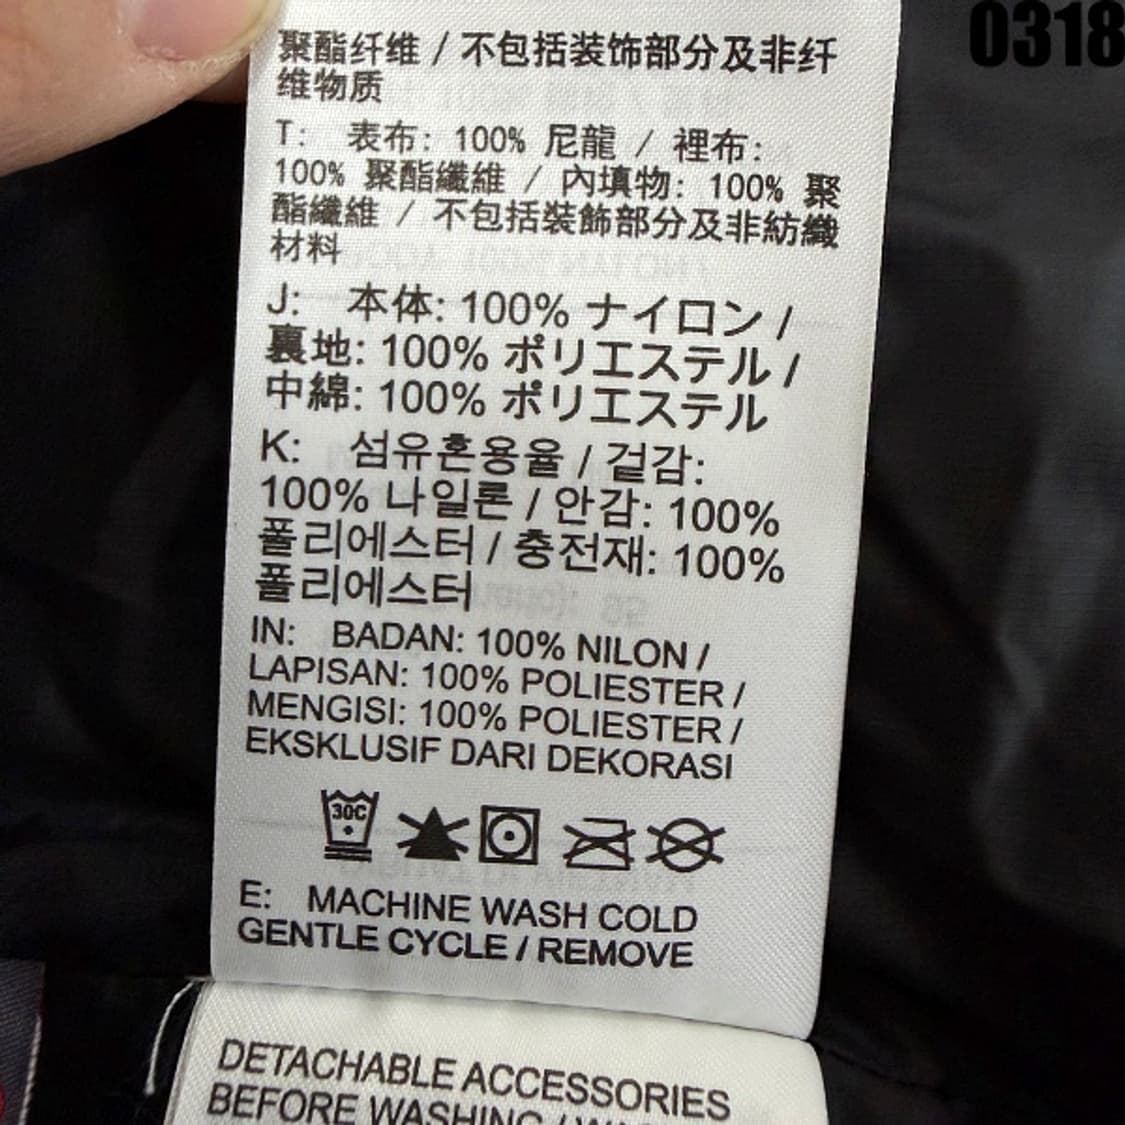 0318
聚酯纤维 / 不包括装饰部分及非纤
维物质
T: 表布: 100% 尼龍 / 裡布:
100% 聚酯纖維 / 內填物: 100% 聚
酯纖維 / 不包括裝飾部分及非紡織
材料
J: 本体: 100% ナイロン /
裏地: 100% ポリエステル /
中綿: 100% ポリエステル
K: 섬유혼용율 / 겉감:
100% 나일론 / 안감: 100%
폴리에스터 / 충전재: 100%
폴리에스터
IN: BADAN: 100% NILON /
LAPISAN: 100% POLIESTER /
MENGISI: 100% POLIESTER /
EKSKLUSIF DARI DEKORASI
30C
E: MACHINE WASH COLD
GENTLE CYCLE / REMOVE
DETACHABLE ACCESSORIES
BEFORE WASHING /